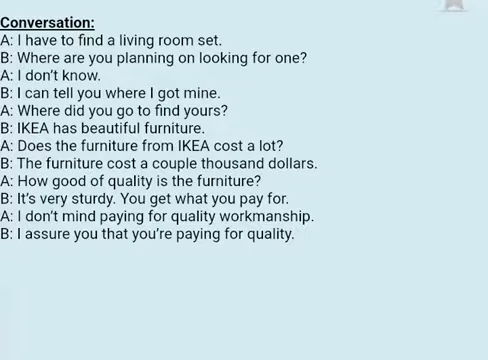 Conversation:
A: I have to find a living room set.
B: Where are you planning on looking for one?
A: I don’t know.
B: I can tell you where I got mine.
A: Where did you go to find yours?
B: IKEA has beautiful furniture.
A: Does the furniture from IKEA cost a lot?
B: The furniture cost a couple thousand dollars.
A: How good of quality is the furniture?
B: It’s very sturdy. You get what you pay for.
A: I don’t mind paying for quality workmanship.
B: I assure you that you’re paying for quality.